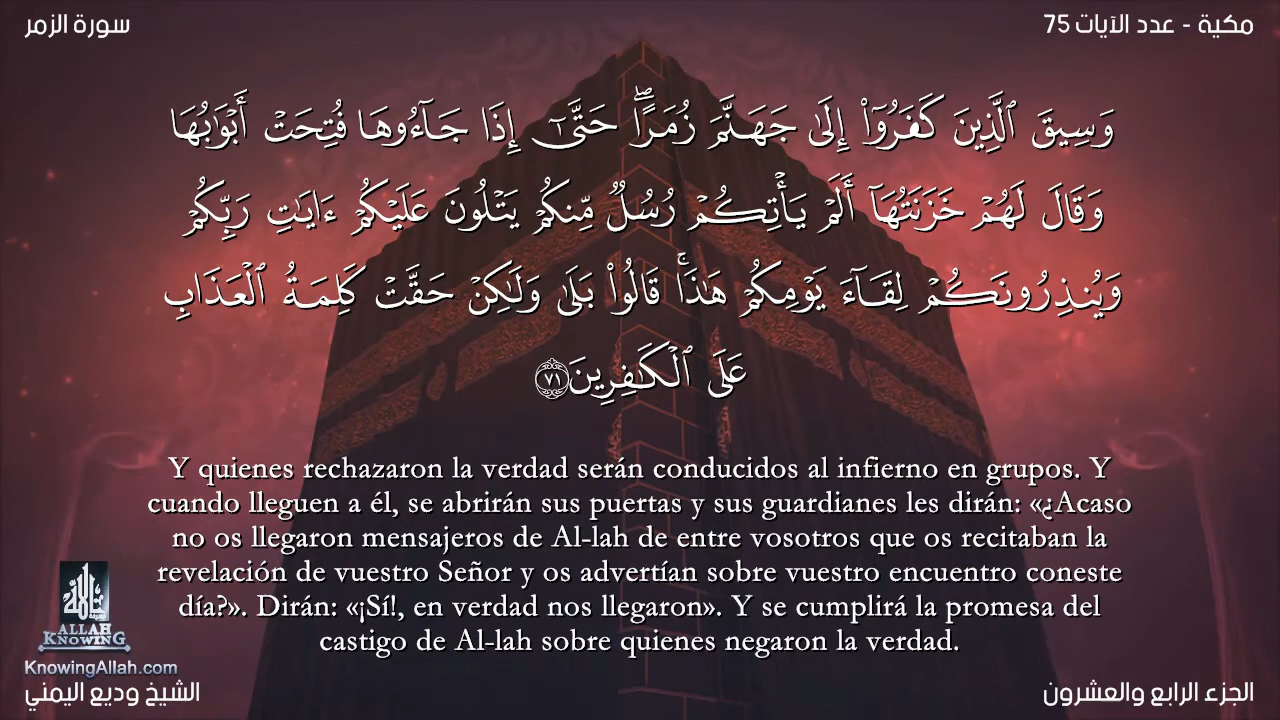 مكية - عدد الآيات 75
سورة الزمر
وَسِيقَ ٱلَّذِينَ كَفَرُوٓا۟ إِلَىٰ جَهَنَّمَ زُمَرًا ۖ حَتَّىٰٓ إِذَا جَآءُوهَا فُتِحَتْ أَبْوَٰبُهَا
وَقَالَ لَهُمْ خَزَنَتُهَآ أَلَمْ يَأْتِكُمْ رُسُلٌ مِّنكُمْ يَتْلُونَ عَلَيْكُمْ ءَايَٰتِ رَبِّكُمْ
وَيُنذِرُونَكُمْ لِقَآءَ يَوْمِكُمْ هَٰذَا ۚ قَالُوا۟ بَلَىٰ وَلَٰكِنْ حَقَّتْ كَلِمَةُ ٱلْعَذَابِ
عَلَى ٱلْكَٰفِرِينَ ٧١
Y quienes rechazaron la verdad serán conducidos al infierno en grupos. Y
cuando lleguen a él, se abrirán sus puertas y sus guardianes les dirán: «¿Acaso
no os llegaron mensajeros de Al-lah de entre vosotros que os recitaban la
revelación de vuestro Señor y os advertían sobre vuestro encuentro coneste
día?». Dirán: «¡Sí!, en verdad nos llegaron». Y se cumplirá la promesa del
castigo de Al-lah sobre quienes negaron la verdad.
ALLAH
KNOWING
KnowingAllah.com
الجزء الرابع والعشرون
الشيخ وديع اليمني